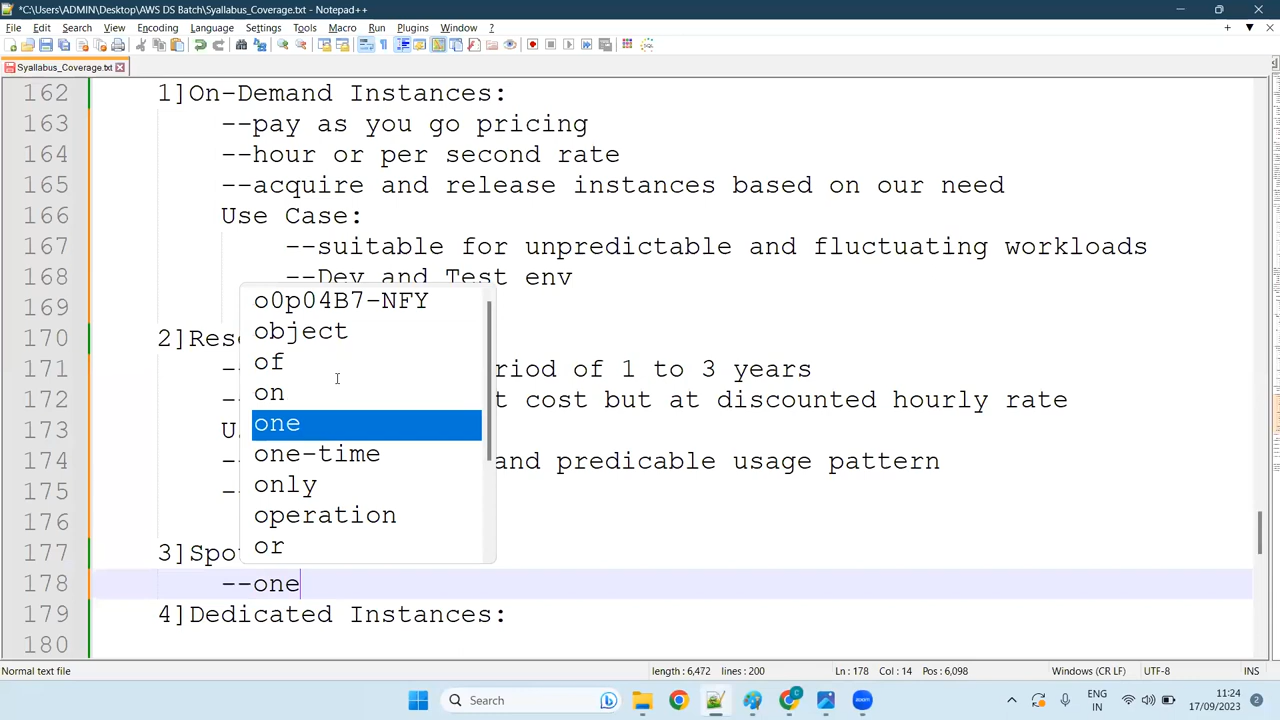 *C:\Users\ADMIN\Desktop\AWS DS Batch\Syallabus_Coverage.txt - Notepad++
File Edit Search View Encoding Language Settings Tools Macro Run Plugins Window ?
Syallabus_Coverage.txt
162 1]On-Demand Instances:
163 --pay as you go pricing
164 --hour or per second rate
165 --acquire and release instances based on our need
166 Use Case:
167 --suitable for unpredictable and fluctuating workloads
168 --Dev and Test env
169
o0p04B7-NFY
170 2]Rese
object
171 -- riod of 1 to 3 years
of
172 -- t cost but at discounted hourly rate
on
173 U
one
174 -- and predicable usage pattern
one-time
175 --
only
176
operation
177 3]Spo
or
178 --one
179 4]Dedicated Instances:
180
Normal text file length : 6,472 lines : 200 Ln : 178 Col : 14 Pos : 6,098 Windows (CR LF) UTF-8 INS
Search
ENG
IN
11:24
17/09/2023
2